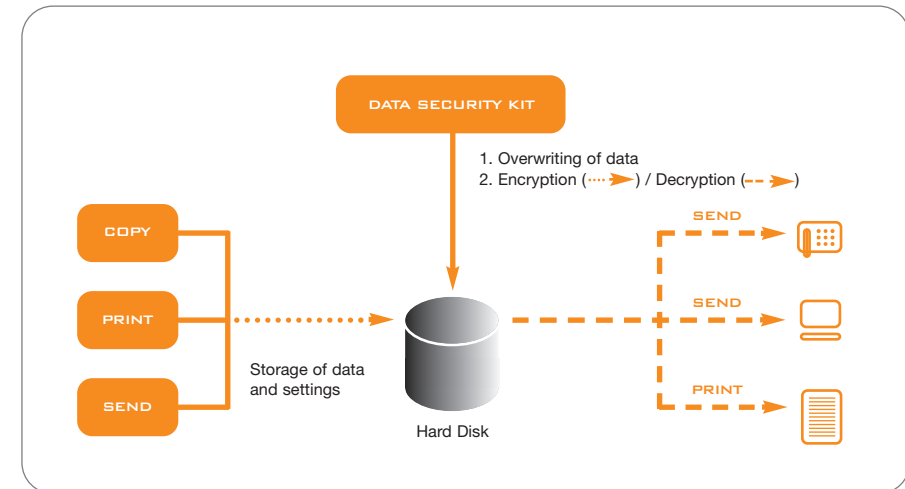 DATA SECURITY KIT
1. Overwriting of data
2. Encryption ( ) / Decryption ( )
COPY
PRINT
SEND
Storage of data
and settings
Hard Disk
SEND
SEND
PRINT